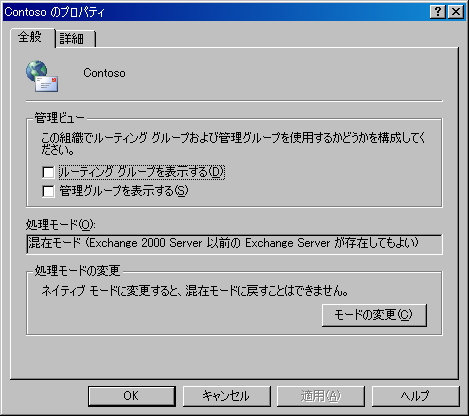 Contoso のプロパティ
全般
詳細
Contoso
管理ビュー
この組織でルーティング グループおよび管理グループを使用するかどうかを構成してく
ださい。
ルーティング グループを表示する(D)
管理グループを表示する(S)
処理モード(O):
混在モード (Exchange 2000 Server 以前の Exchange Server が存在してもよい)
処理モードの変更
ネイティブ モードに変更すると、混在モードに戻すことはできません。
モードの変更(C)
OK
キャンセル
適用(A)
ヘルプ